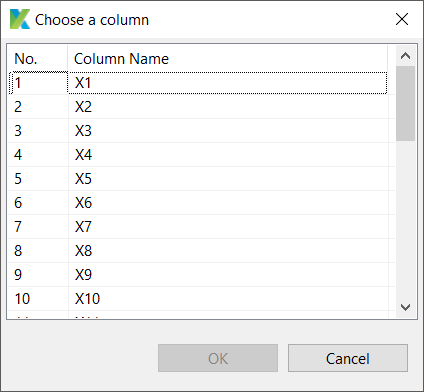 Choose a column
No. Column Name
1 X1
2 X2
3 X3
4 X4
5 X5
6 X6
7 X7
8 X8
9 X9
10 X10
OK Cancel